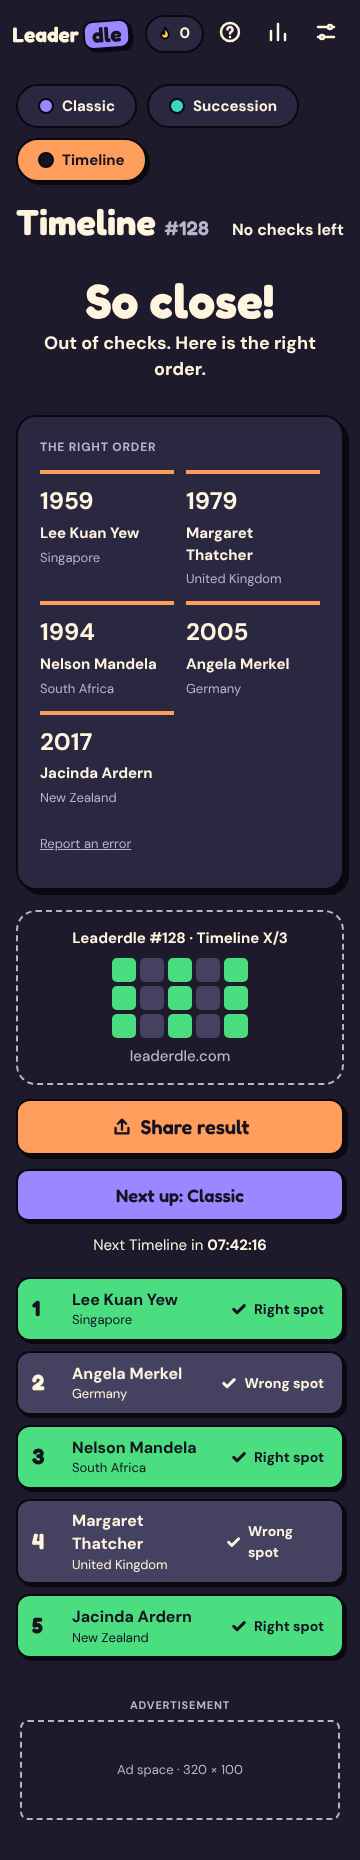 Leader dle 0
Classic Succession
Timeline
Timeline #128 No checks left
So close!
Out of checks. Here is the right
order.
THE RIGHT ORDER
1959
Lee Kuan Yew
Singapore
1979
Margaret
Thatcher
United Kingdom
1994
Nelson Mandela
South Africa
2005
Angela Merkel
Germany
2017
Jacinda Ardern
New Zealand
Report an error
Leaderdle #128 · Timeline X/3
leaderdle.com
Share result
Next up: Classic
Next Timeline in 07:42:16
1 Lee Kuan Yew Right spot
Singapore
2 Angela Merkel Wrong spot
Germany
3 Nelson Mandela Right spot
South Africa
4 Margaret
Thatcher
United Kingdom
Wrong
spot
5 Jacinda Ardern Right spot
New Zealand
ADVERTISEMENT
Ad space · 320 × 100